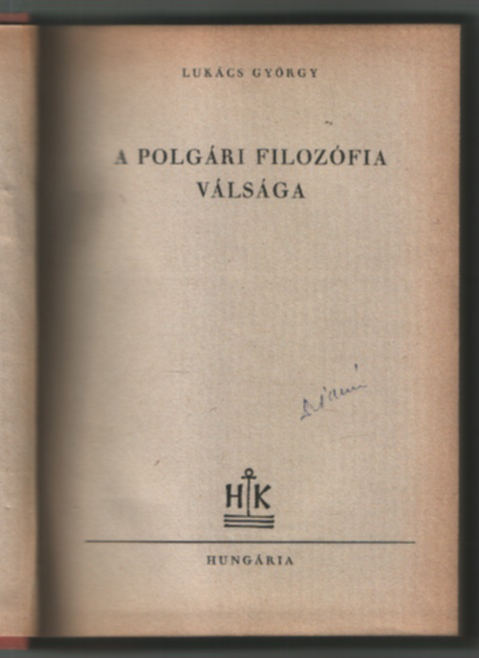 LUKÁCS GYÖRGY
A POLGÁRI FILOZÓFIA
VÁLSÁGA
HK
HUNGÁRIA